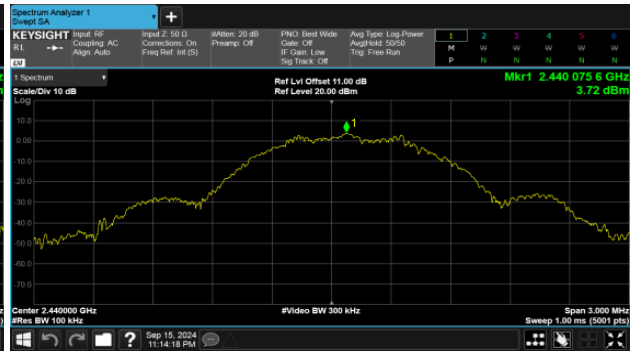 Spectrum Analyzer 1
Swept SA
KEYSIGHT Input: RF Input Z: 50 Ω #Atten: 20 dB PNO: Best Wide Avg Type: Log-Power 1 2 3 4 5 6
RL Coupling: AC Corrections: On Preamp: Off Gate: Off Avg|Hold: 50/50 M W W W W W
Align: Auto Freq Ref: Int (S) IF Gain: Low Trig: Free Run
Sig Track: Off P N N N N N
LXI
1 Spectrum Ref Lvl Offset 11.00 dB Mkr1 2.440 075 6 GHz
Scale/Div 10 dB Ref Level 20.00 dBm 3.72 dBm
Log
10.0
1
0.00
-10.0
-20.0
-30.0
-40.0
-50.0
-60.0
-70.0
Center 2.440000 GHz #Video BW 300 kHz Span 3.000 MHz
#Res BW 100 kHz Sweep 1.00 ms (5001 pts)
Sep 15, 2024
11:14:18 PM